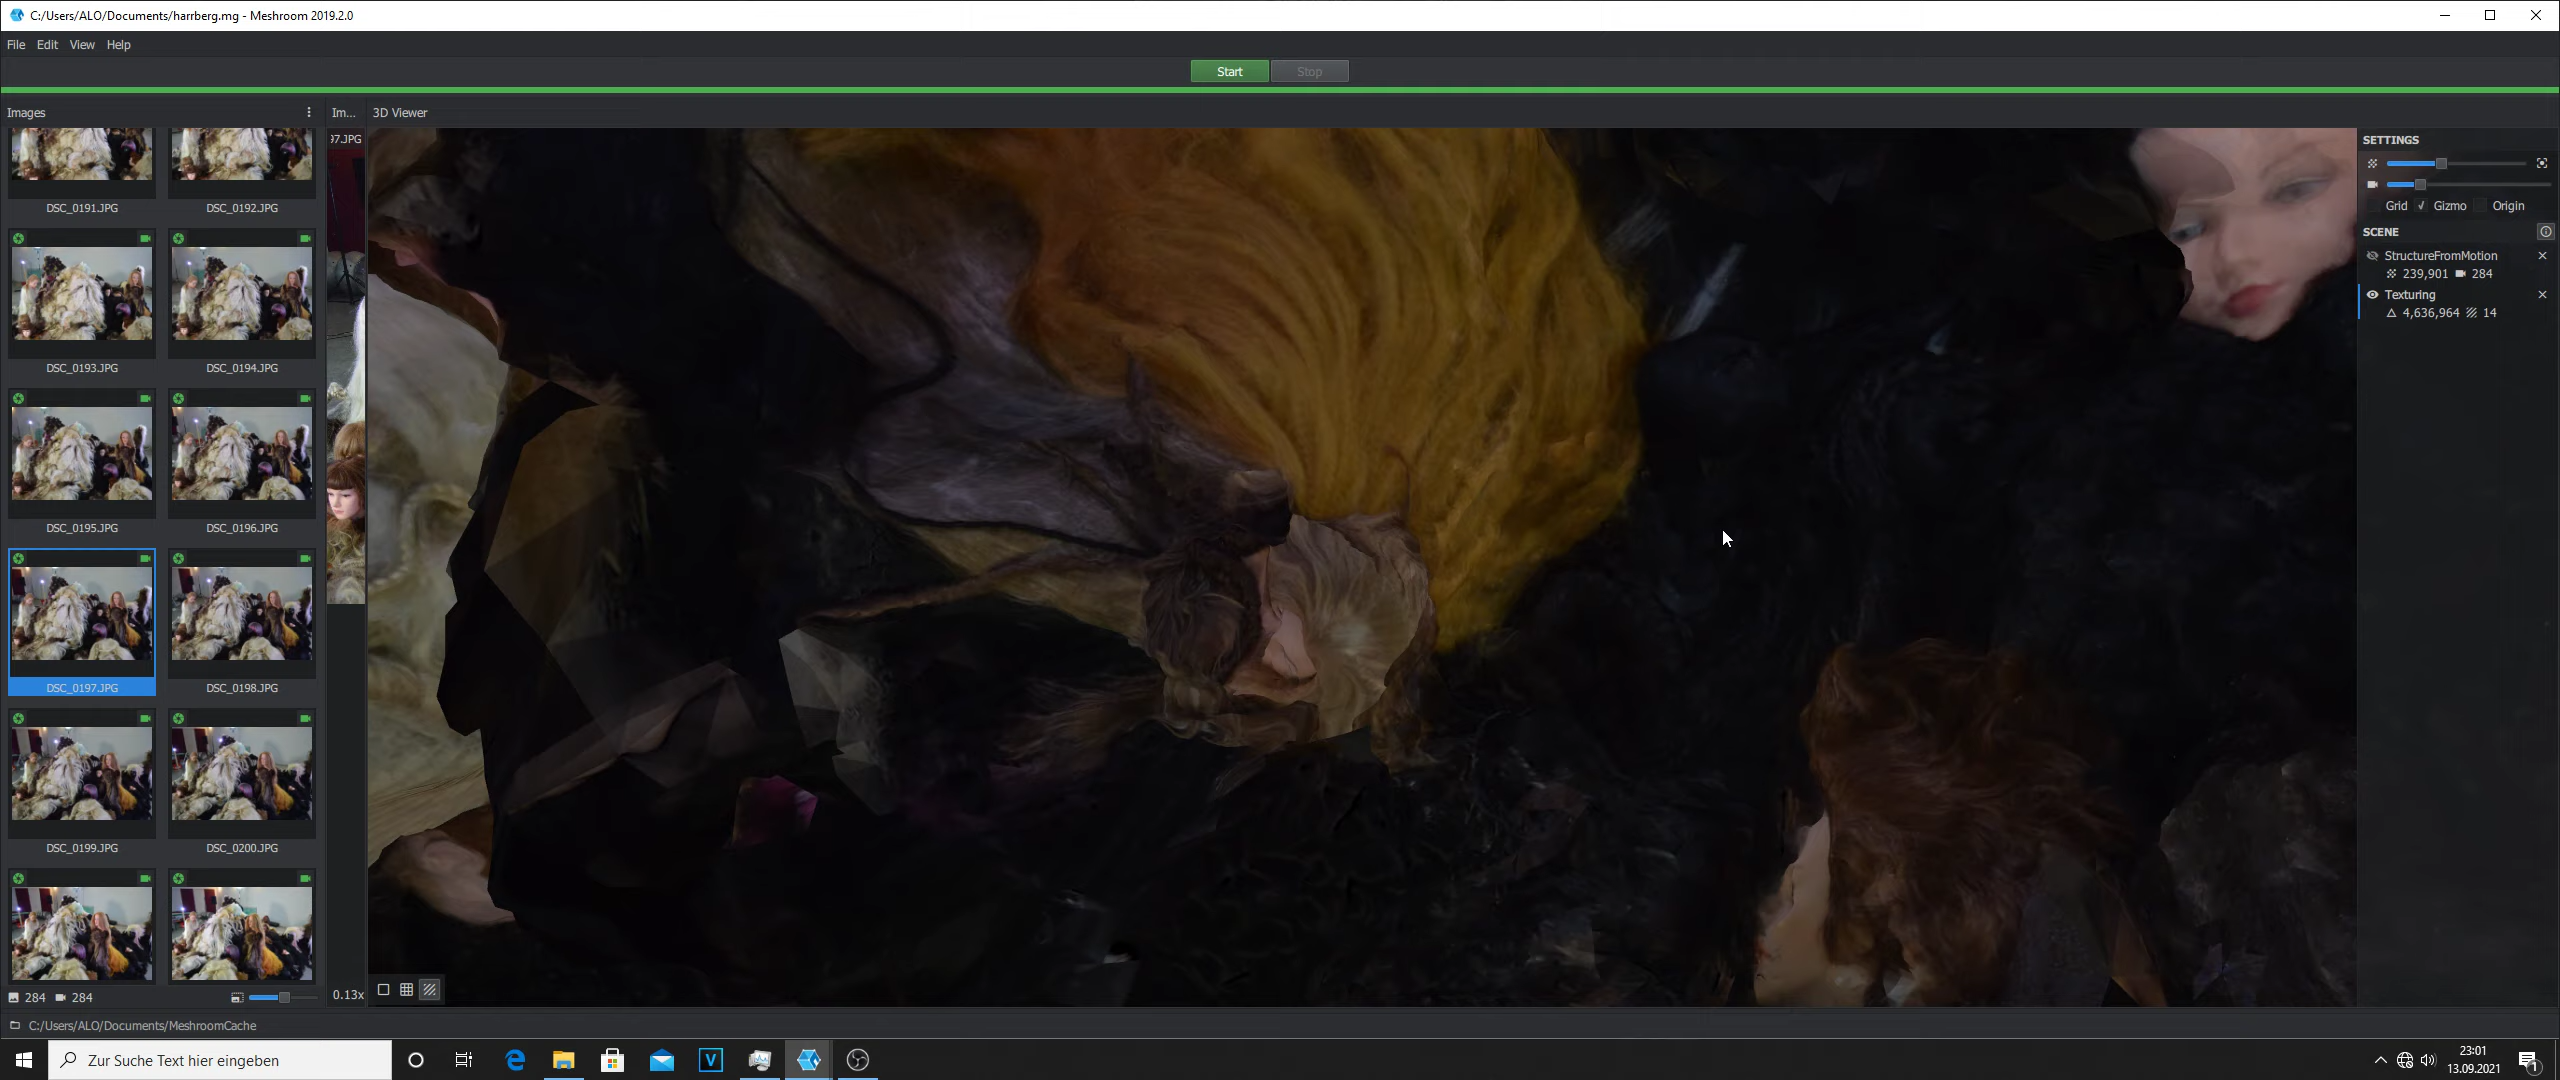 C:/Users/ALO/Documents/harrberg.mg - Meshroom 2019.2.0
File Edit View Help
Start Stop
Images
Im...
3D Viewer
97.JPG
SETTINGS
Grid Gizmo Origin
SCENE
StructureFromMotion
239,901 284
Texturing
4,636,964 14
DSC_0191.JPG DSC_0192.JPG
DSC_0193.JPG DSC_0194.JPG
DSC_0195.JPG DSC_0196.JPG
DSC_0197.JPG DSC_0198.JPG
DSC_0199.JPG DSC_0200.JPG
284 284
0.13x
C:/Users/ALO/Documents/MeshroomCache
Zur Suche Text hier eingeben
23:01
13.09.2021
1